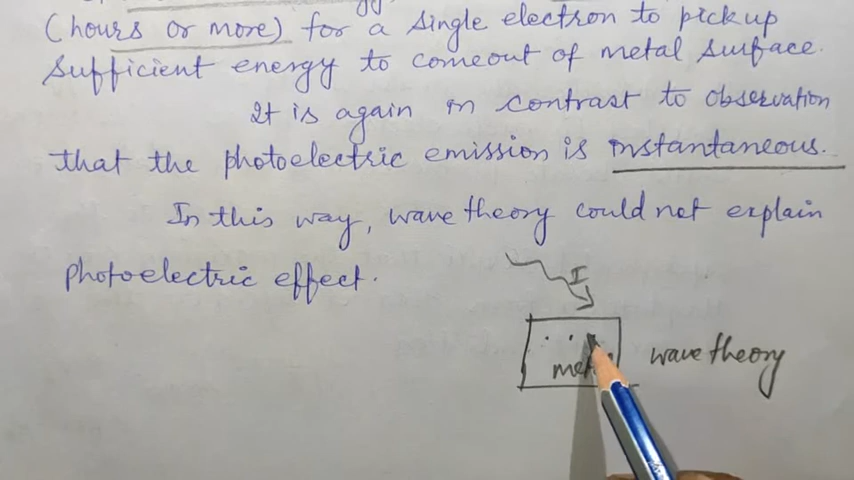 (hours or more) for a single electron to pickup
sufficient energy to comeout of metal surface.
It is again in contrast to observation
that the photoelectric emission is instantaneous.
In this way, wave theory could not explain
photoelectric effect.
I
wave theory